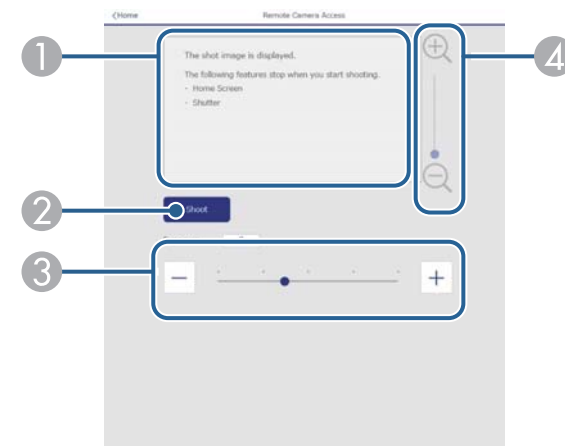 < Home
Remote Camera Access
1
4
The shot image is displayed.
The following features stop when you start shooting.
- Home Screen
- Shutter
2
Shoot
3